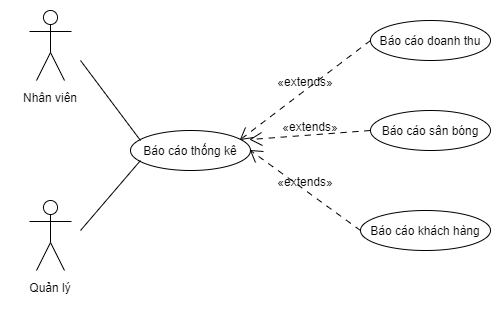 Báo cáo doanh thu
«extends»
Nhân viên
«extends»
Báo cáo sân bóng
Báo cáo thống kê
«extends»
Báo cáo khách hàng
Quản lý